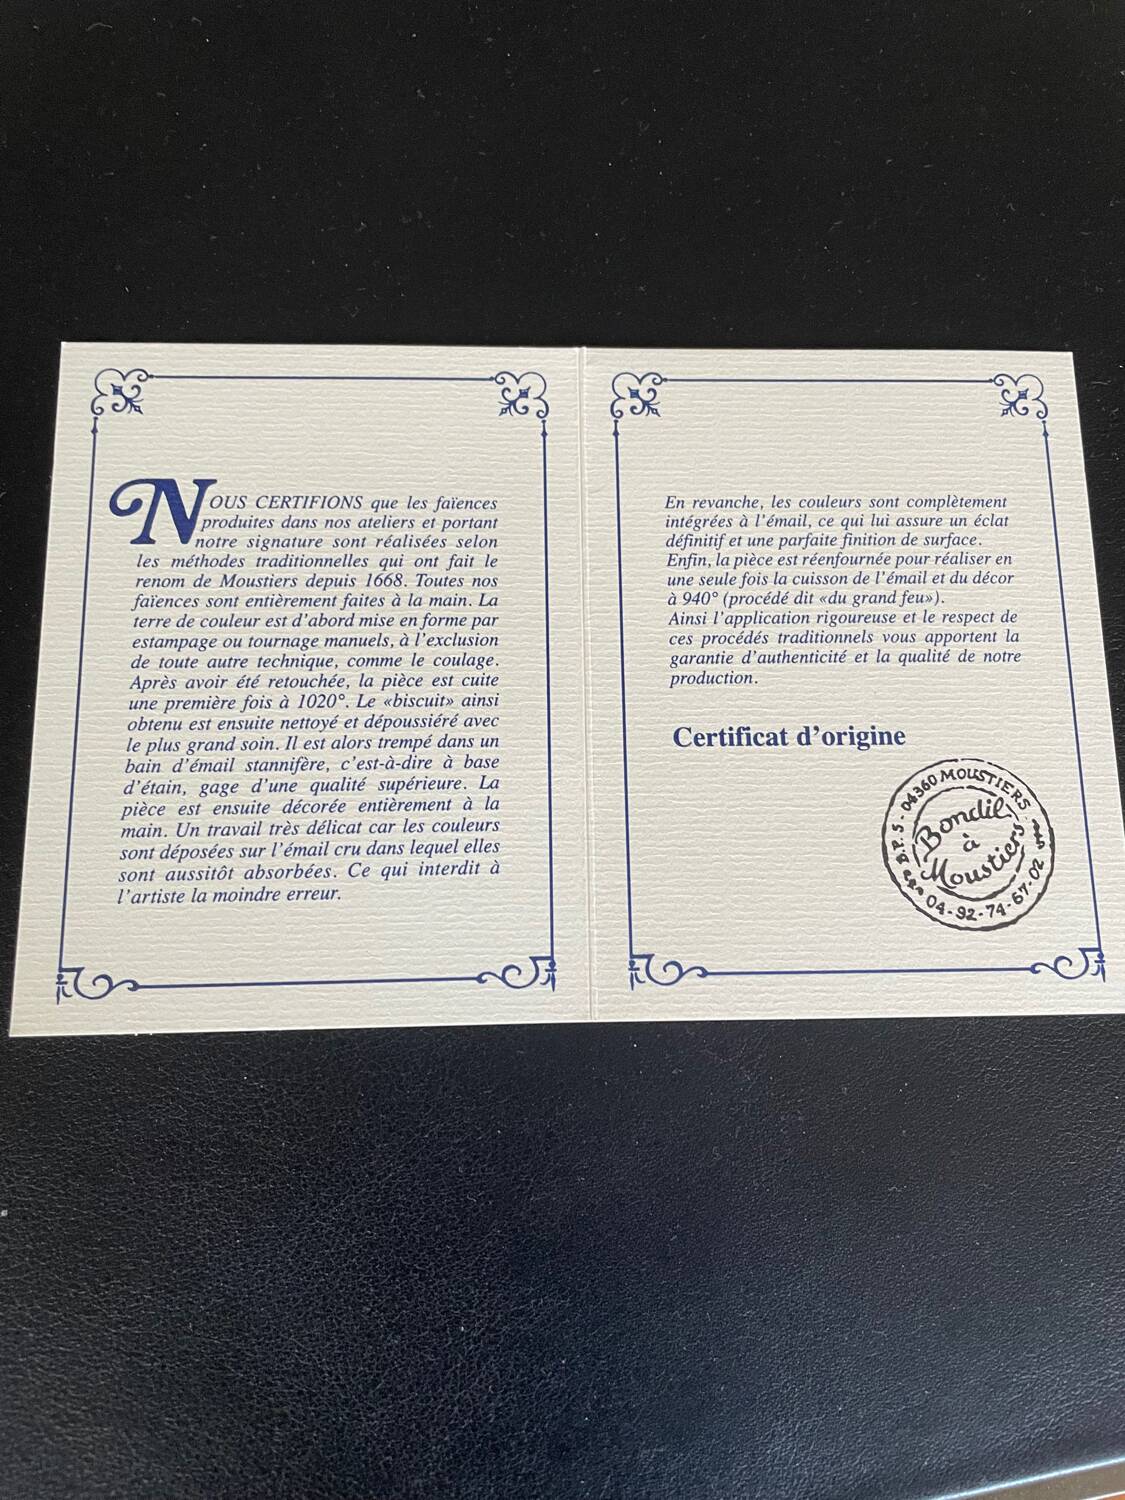 NOUS CERTIFIONS que les faïences
produites dans nos ateliers et portant
notre signature sont réalisées selon
les méthodes traditionnelles qui ont fait le
renom de Moustiers depuis 1668. Toutes nos
faïences sont entièrement faites à la main. La
terre de couleur est d'abord mise en forme par
estampage ou tournage manuels, à l'exclusion
de toute autre technique, comme le coulage.
Après avoir été retouchée, la pièce est cuite
une première fois à 1020°. Le «biscuit» ainsi
obtenu est ensuite nettoyé et dépoussiéré avec
le plus grand soin. Il est alors trempé dans un
bain d'émail stannifère, c'est-à-dire à base
d'étain, gage d'une qualité supérieure. La
pièce est ensuite décorée entièrement à la
main. Un travail très délicat car les couleurs
sont déposées sur l'émail cru dans lequel elles
sont aussitôt absorbées. Ce qui interdit à
l'artiste la moindre erreur.
En revanche, les couleurs sont complètement
intégrées à l'émail, ce qui lui assure un éclat
définitif et une parfaite finition de surface.
Enfin, la pièce est réenfournée pour réaliser en
une seule fois la cuisson de l'émail et du décor
à 940° (procédé dit «du grand feu»).
Ainsi l'application rigoureuse et le respect de
ces procédés traditionnels vous apportent la
garantie d'authenticité et la qualité de notre
production.
Certificat d'origine
B.P. 5 - 04360 MOUSTIERS
Bondil
à
Moustiers
04-92-74-67-02